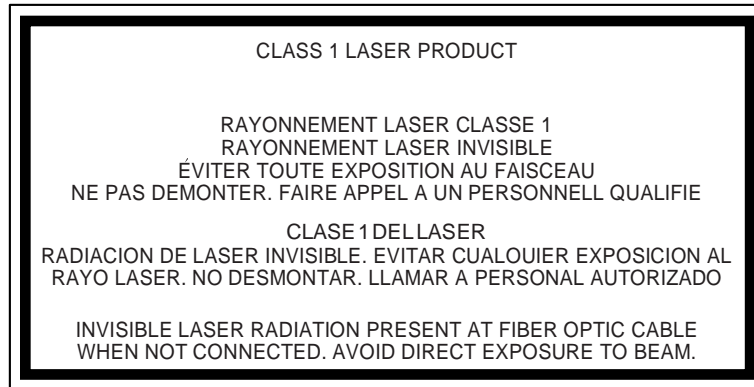 CLASS 1 LASER PRODUCT
RAYONNEMENT LASER CLASSE 1
RAYONNEMENT LASER INVISIBLE
ÉVITER TOUTE EXPOSITION AU FAISCEAU
NE PAS DEMONTER. FAIRE APPEL A UN PERSONNELL QUALIFIE
CLASE 1 DEL LASER
RADIACION DE LASER INVISIBLE. EVITAR CUALOUIER EXPOSICION AL
RAYO LASER. NO DESMONTAR. LLAMAR A PERSONAL AUTORIZADO
INVISIBLE LASER RADIATION PRESENT AT FIBER OPTIC CABLE
WHEN NOT CONNECTED. AVOID DIRECT EXPOSURE TO BEAM.